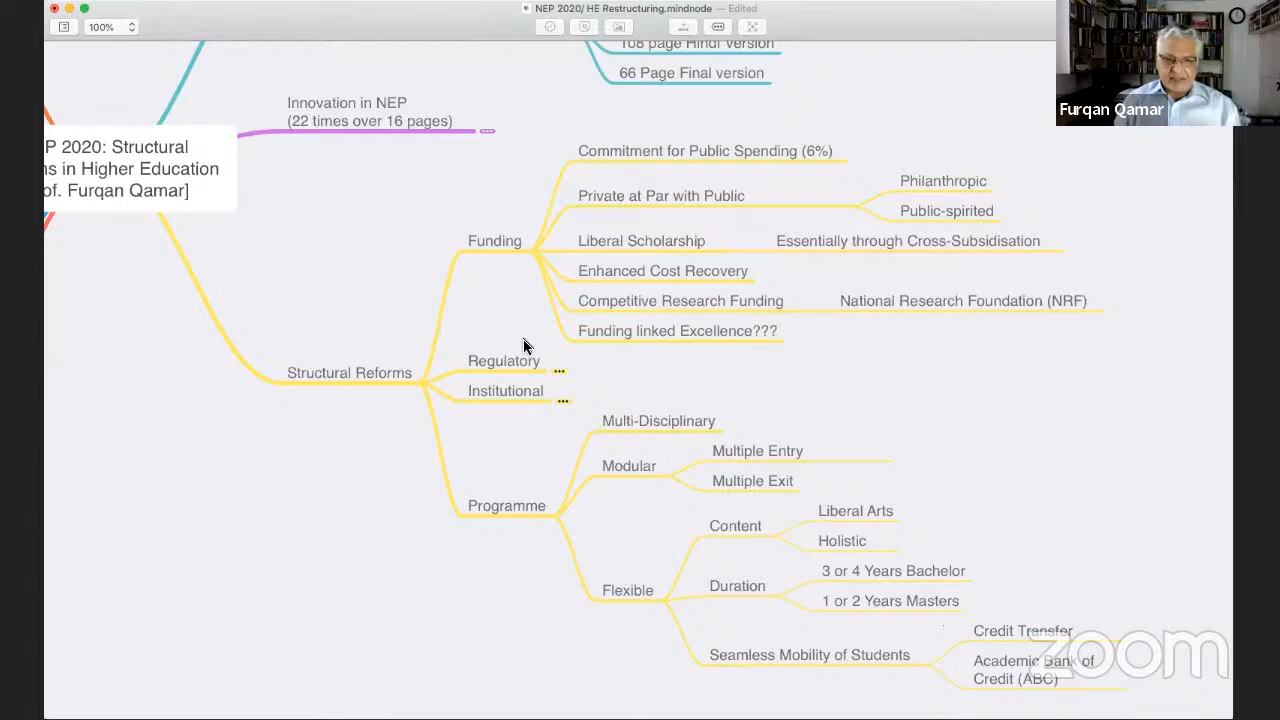 NEP 2020/ HE Restructuring.mindnode — Edited
100%
Furqan Qamar
108 page Hindi version
66 Page Final version
Innovation in NEP
(22 times over 16 pages)
P 2020: Structural
ns in Higher Education
of. Furqan Qamar]
Commitment for Public Spending (6%)
Private at Par with Public
Philanthropic
Public-spirited
Funding
Liberal Scholarship
Essentially through Cross-Subsidisation
Enhanced Cost Recovery
Competitive Research Funding
National Research Foundation (NRF)
Funding linked Excellence???
Structural Reforms
Regulatory
Institutional
Programme
Multi-Disciplinary
Modular
Multiple Entry
Multiple Exit
Flexible
Content
Liberal Arts
Holistic
Duration
3 or 4 Years Bachelor
1 or 2 Years Masters
Seamless Mobility of Students
Credit Transfer
Academic Bank of
Credit (ABC)
zoom